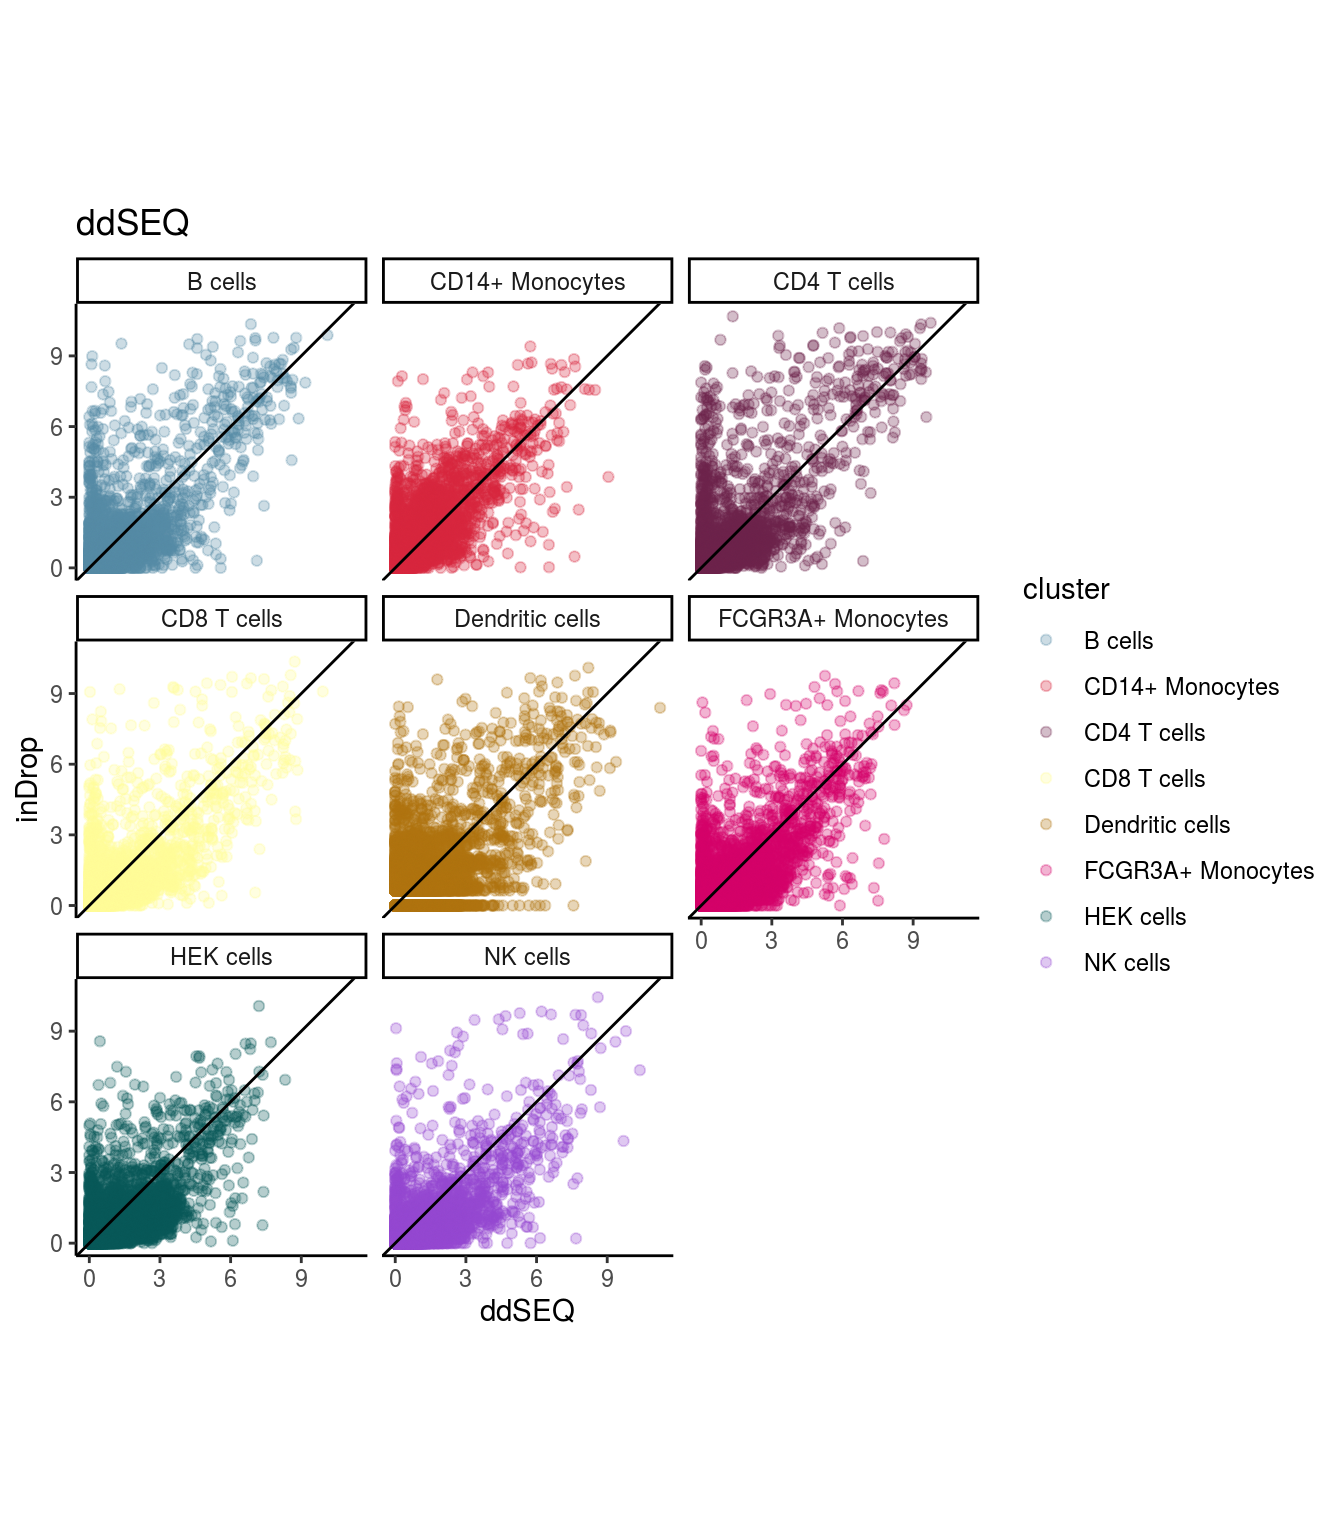 ddSEQ
B cells
CD14+ Monocytes
CD4 T cells
9
6
3
0
CD8 T cells
Dendritic cells
FCGR3A+ Monocytes
9
6
3
0
0 3 6 9
HEK cells
NK cells
9
6
3
0
0 3 6 9
0 3 6 9
inDrop
ddSEQ
cluster
B cells
CD14+ Monocytes
CD4 T cells
CD8 T cells
Dendritic cells
FCGR3A+ Monocytes
HEK cells
NK cells